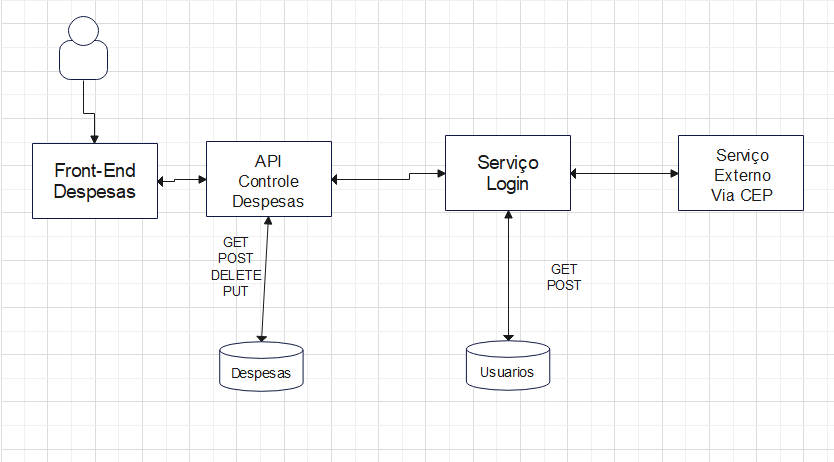 Front-End
Despesas
API
Controle
Despesas
Serviço
Login
Serviço
Externo
Via CEP
GET
POST
DELETE
PUT
GET
POST
Despesas
Usuarios